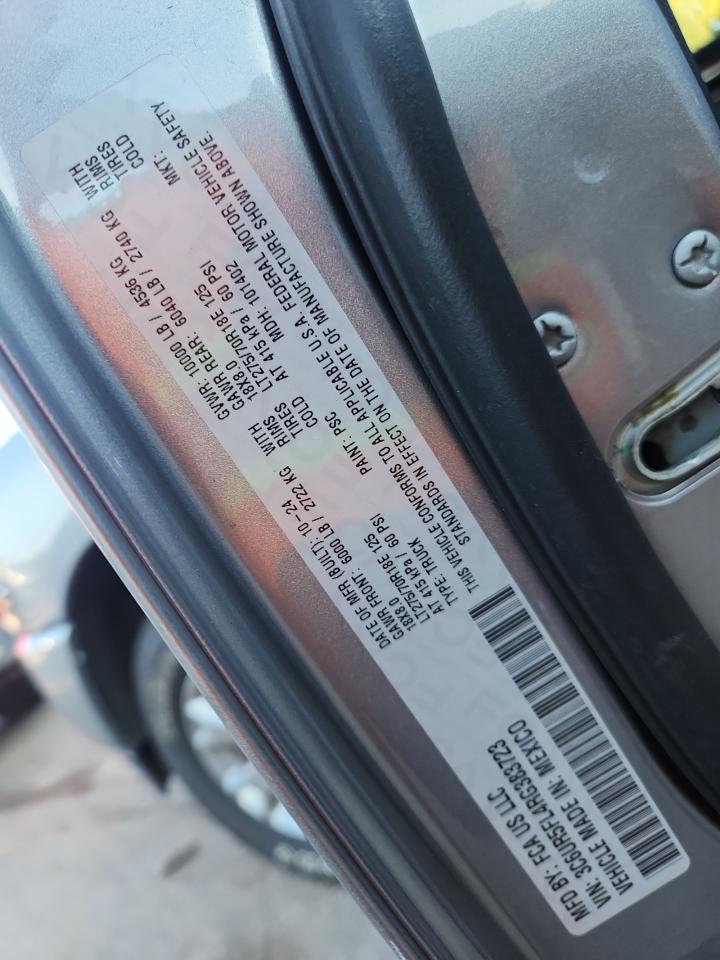 MFD BY: FCA US LLC
VIN: 3C6UR5FL4RG383723
VEHICLE MADE IN: MEXICO
DATE OF MFR (BUILT): 10-24
GVWR: 10000 LB / 4536 KG
GAWR FRONT: 6000 LB / 2722 KG WITH
18X8.0 RIMS
LT275/70R18E 125 TIRES
AT 415 kPa / 60 PSI COLD
GAWR REAR: 6040 LB / 2740 KG WITH
18X8.0 RIMS
LT275/70R18E 125 TIRES
AT 415 kPa / 60 PSI COLD
TYPE: TRUCK PAINT: PSC MDH: 101402 MKT:
THIS VEHICLE CONFORMS TO ALL APPLICABLE U.S.A. FEDERAL MOTOR VEHICLE SAFETY
STANDARDS IN EFFECT ON THE DATE OF MANUFACTURE SHOWN ABOVE.